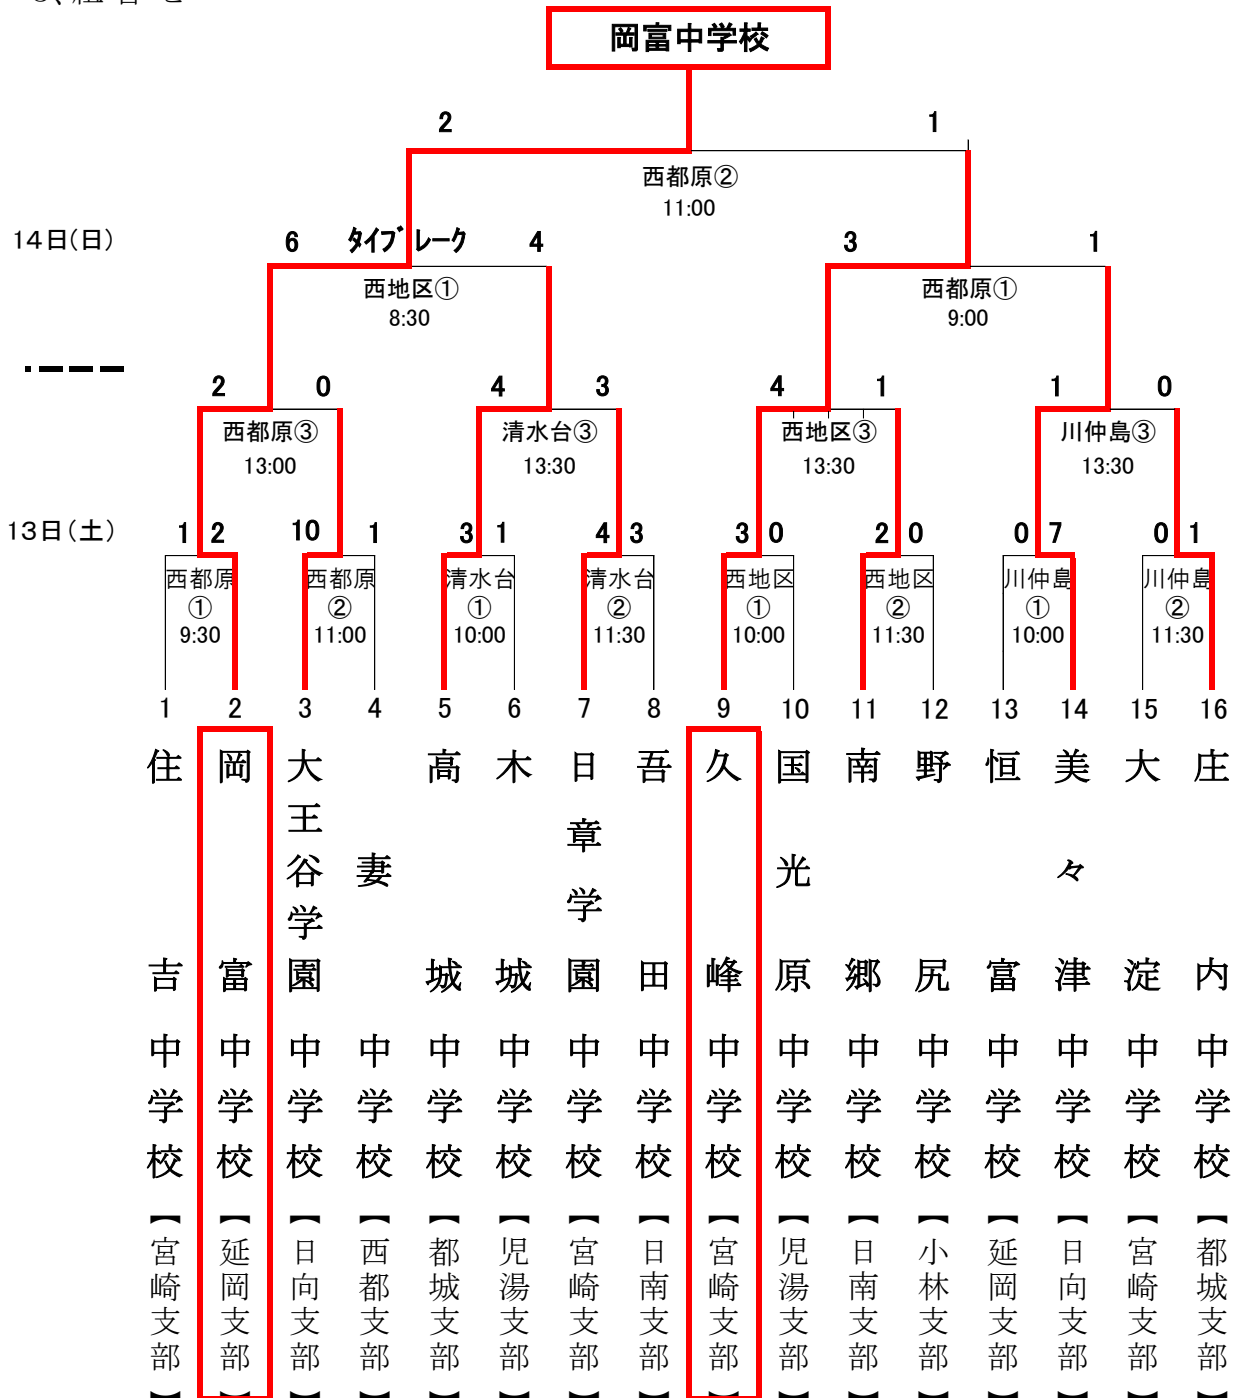 岡富中学校
2 1
西都原②
11:00
14日(日) 6 タイブレーク 4 3 1
西地区① 西都原①
8:30 9:00
2 0 4 3 4 1 1 0
西都原③ 清水台③ 西地区③ 川仲島③
13:00 13:30 13:30 13:30
13日(土) 1 2 10 1 3 1 4 3 3 0 2 0 0 7 0 1
西都原 西都原 清水台 清水台 西地区 西地区 川仲島 川仲島
① ② ① ② ① ② ① ②
9:30 11:00 10:00 11:30 10:00 11:30 10:00 11:30
1 2 3 4 5 6 7 8 9 10 11 12 13 14 15 16
住吉中学校【宮崎支部】
岡富中学校【延岡支部】
大王谷学園中学校【日向支部】
妻中学校【西都支部】
高城中学校【都城支部】
木城中学校【児湯支部】
日章学園中学校【宮崎支部】
吾田中学校【日南支部】
久峰中学校【宮崎支部】
国光原中学校【児湯支部】
南郷中学校【日南支部】
野尻中学校【小林支部】
恒富中学校【延岡支部】
美々津中学校【日向支部】
大淀中学校【宮崎支部】
庄内中学校【都城支部】